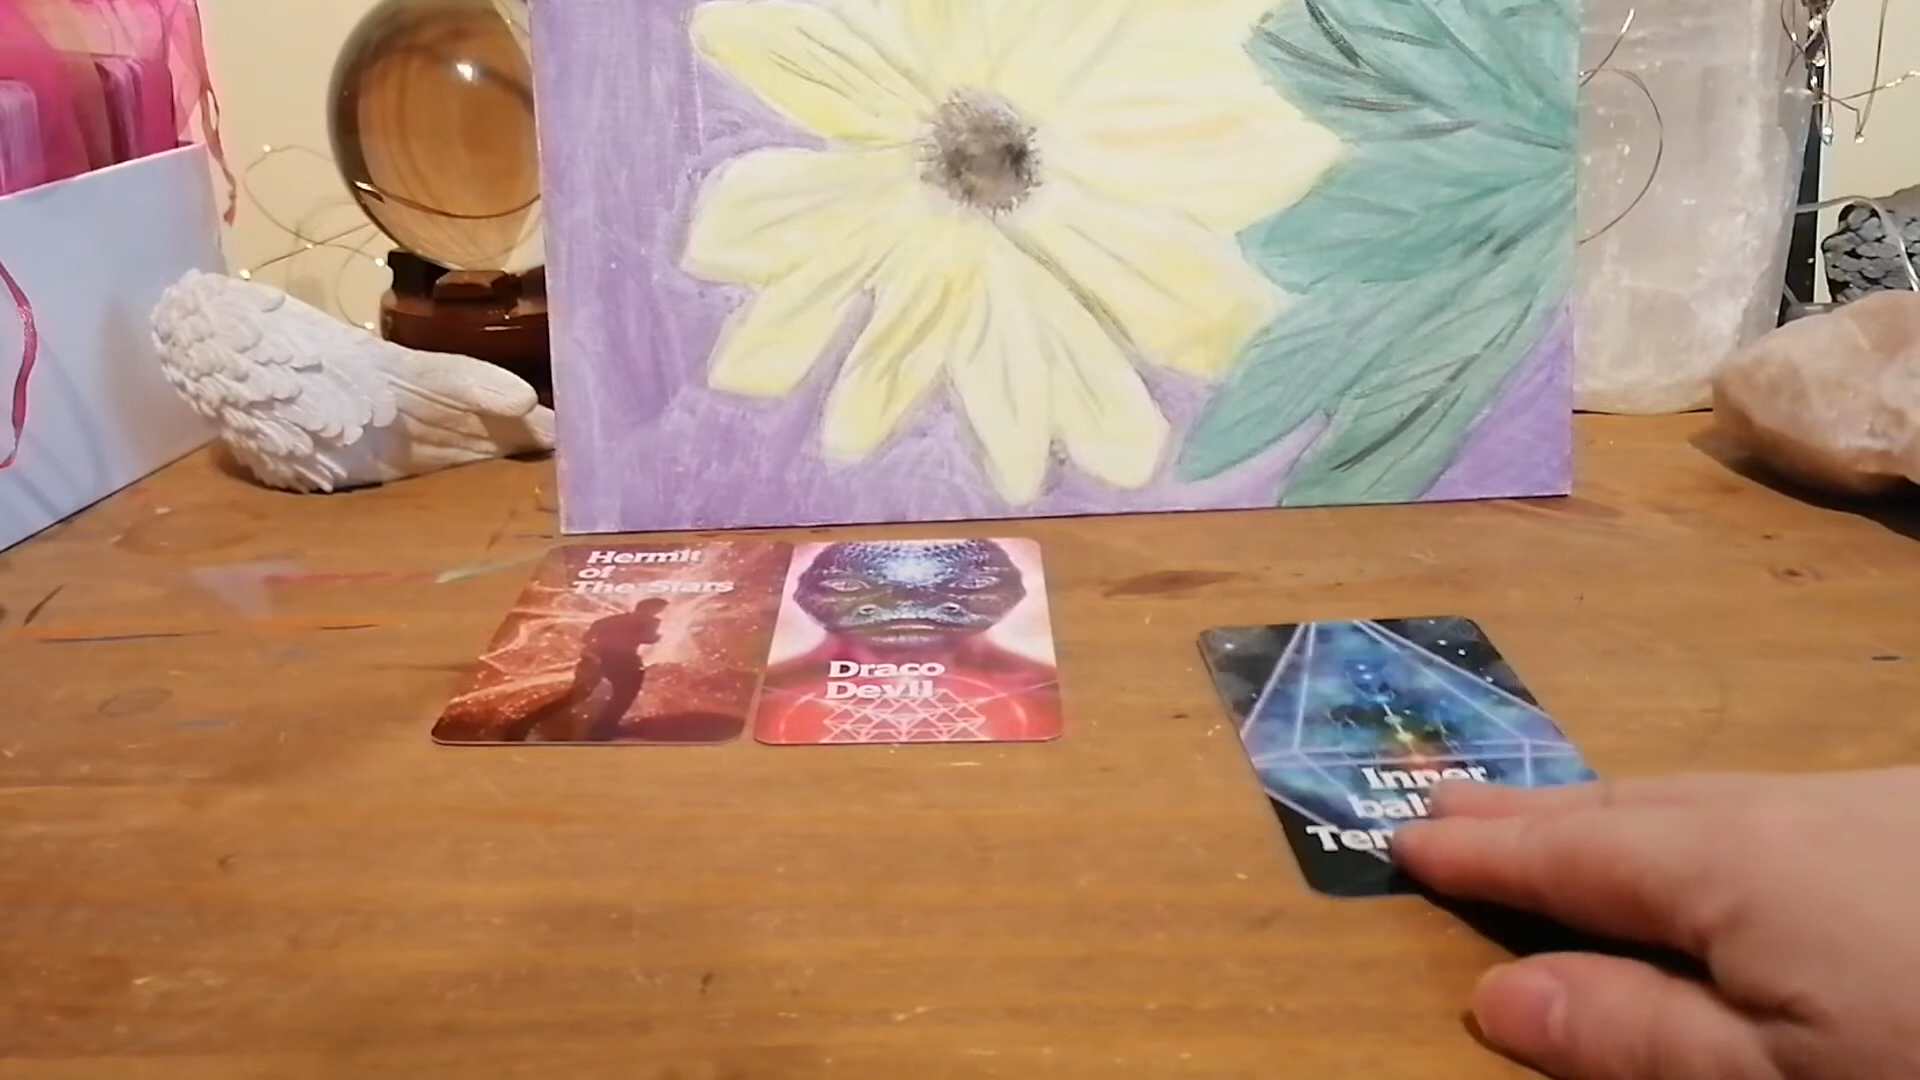 Hermit
of
The Stars
Draco
Devil
Inner